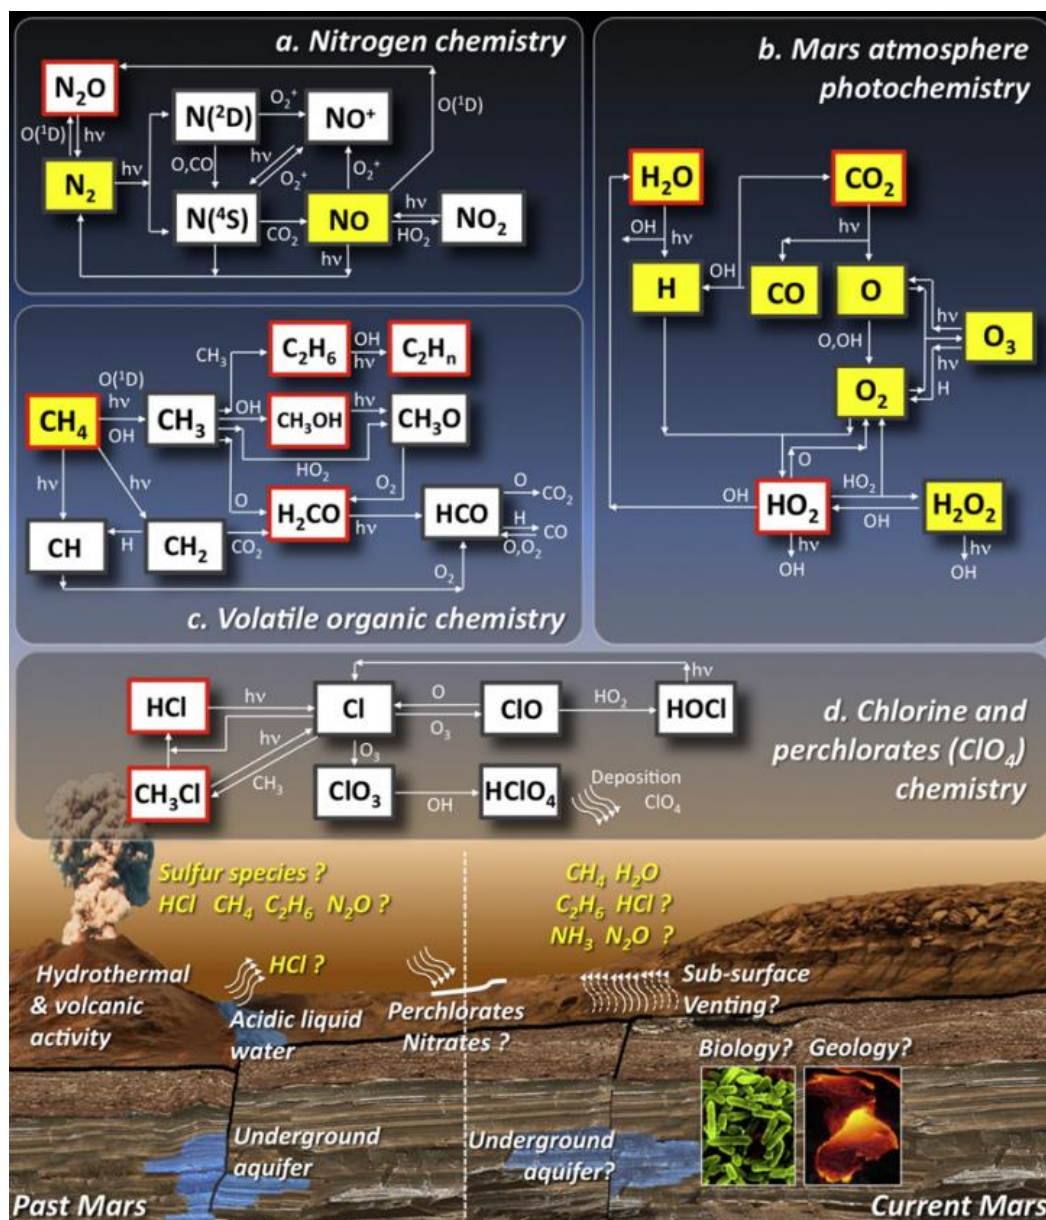 a. Nitrogen chemistry
N₂O
O(¹D)
hν
N₂
hν
N(²D)
O₂⁺
NO⁺
O(¹D)
O,CO
hν
O₂⁺
O₂⁺
N(⁴S)
CO₂
NO
hν
HO₂
NO₂
hν
b. Mars atmosphere
photochemistry
H₂O
CO₂
OH
hν
hν
H
OH
CO
O
hν
O₃
O,OH
hν
H
O₂
O
OH
HO₂
HO₂
OH
H₂O₂
hν
OH
hν
OH
C₂H₆
OH
hν
C₂Hₙ
CH₃
O(¹D)
hν
OH
CH₄
CH₃
OH
CH₃OH
hν
CH₃O
HO₂
hν
hν
O
O₂
H₂CO
hν
HCO
O
CO₂
H
CO
O,O₂
CH
H
CH₂
CO₂
O₂
c. Volatile organic chemistry
HCl
hν
Cl
O
O₃
ClO
HO₂
HOCl
hν
d. Chlorine and
perchlorates (ClO₄)
chemistry
hν
CH₃
O₃
CH₃Cl
ClO₃
OH
HClO₄
Deposition
ClO₄
Sulfur species ?
HCl CH₄ C₂H₆ N₂O ?
CH₄ H₂O
C₂H₆ HCl ?
NH₃ N₂O ?
HCl ?
Hydrothermal
& volcanic
activity
Acidic liquid
water
Perchlorates
Nitrates ?
Sub-surface
Venting?
Biology? Geology?
Underground
aquifer
Underground
aquifer?
Past Mars
Current Mars